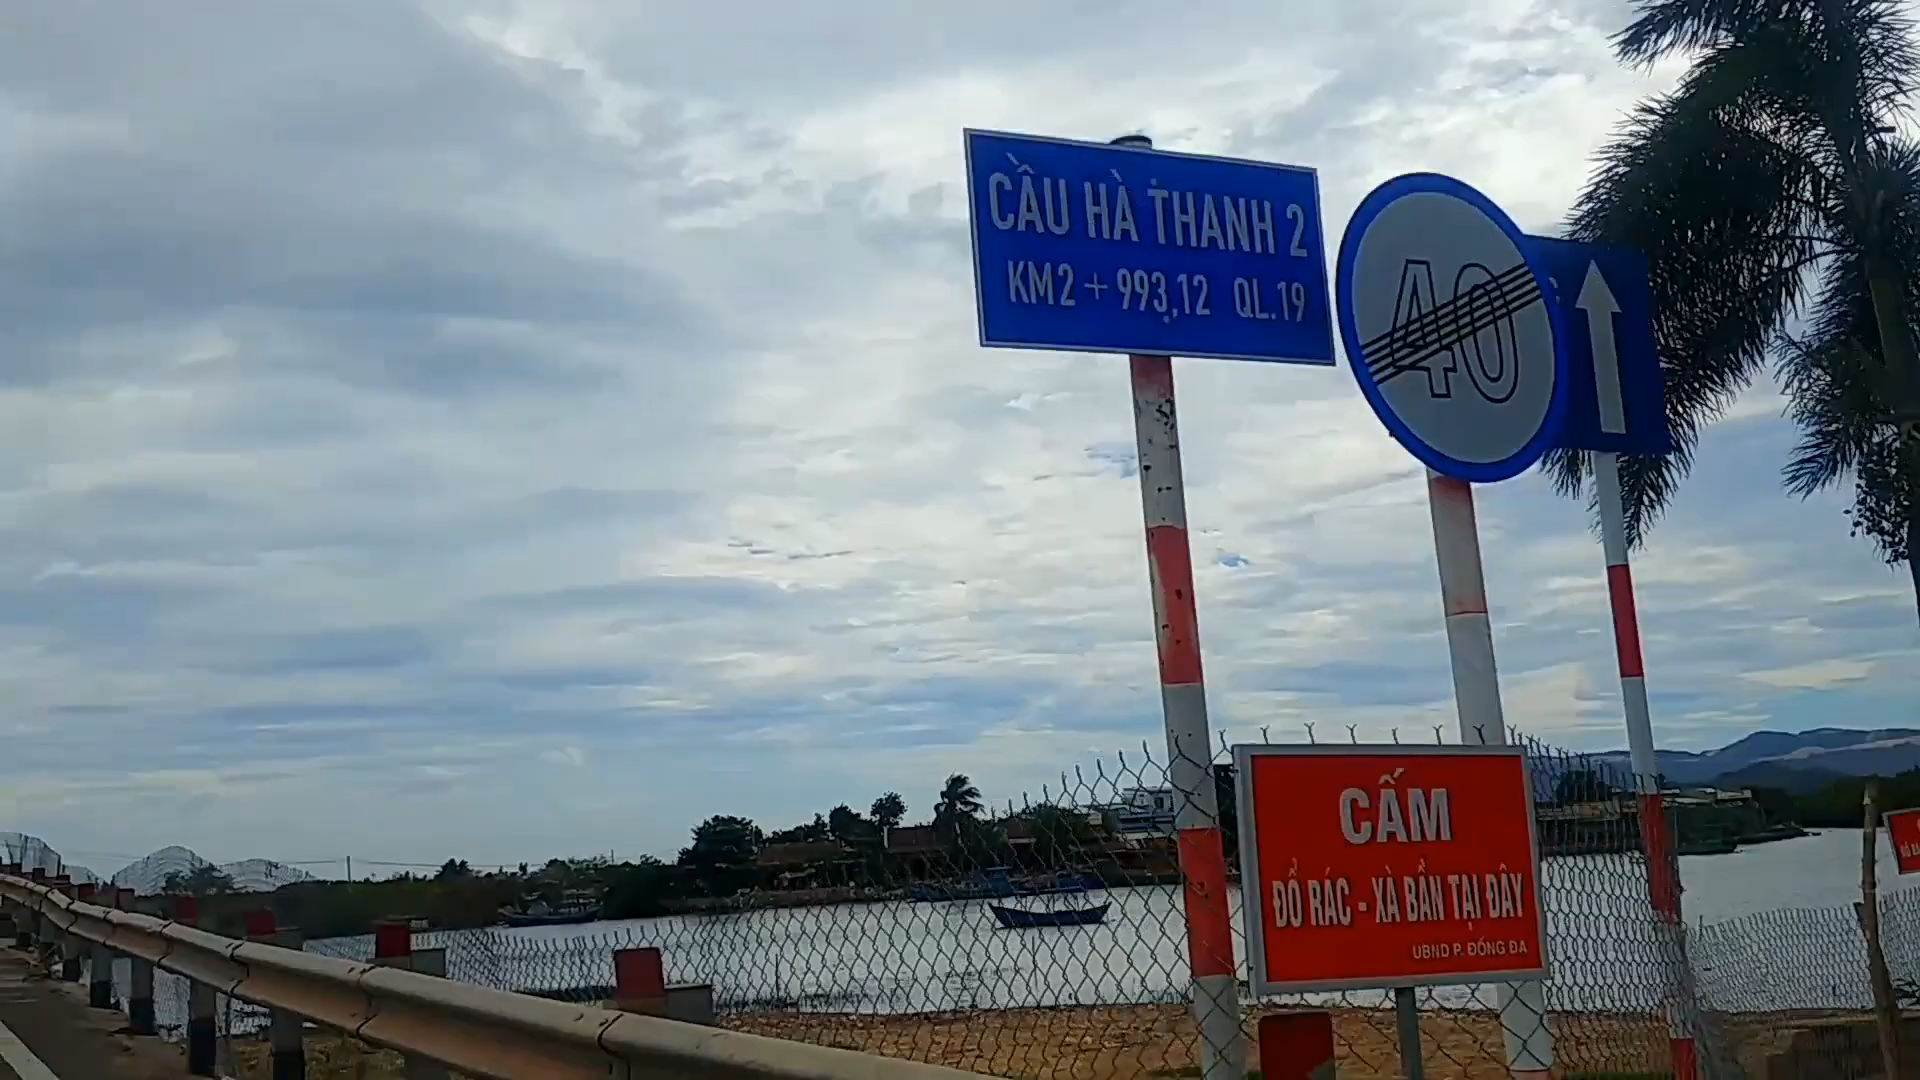 CẦU HÀ THANH 2
KM2 + 993,12 QL.19
40
CẤM
ĐỔ RÁC - XÀ BẦN TẠI ĐÂY
UBND P. ĐỐNG ĐA